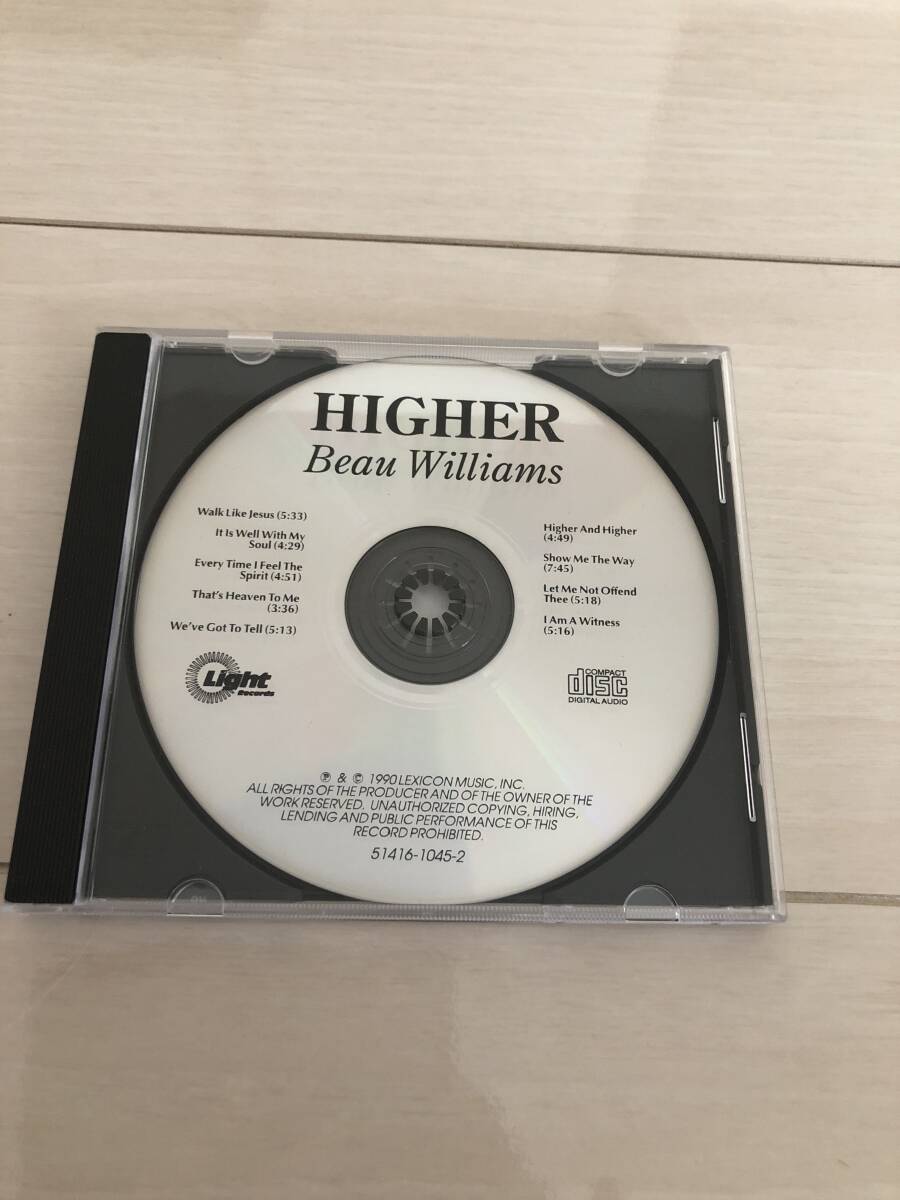 HIGHER
Beau Williams
Walk Like Jesus (5:33)
It Is Well With My
Soul (4:29)
Every Time I Feel The
Spirit (4:51)
That's Heaven To Me
(3:36)
We've Got To Tell (5:13)
Higher And Higher
(4:49)
Show Me The Way
(7:45)
Let Me Not Offend
Thee (5:18)
I Am A Witness
(5:16)
Light
Records
COMPACT
disc
DIGITAL AUDIO
℗ & © 1990 LEXICON MUSIC, INC.
ALL RIGHTS OF THE PRODUCER AND OF THE OWNER OF THE
WORK RESERVED. UNAUTHORIZED COPYING, HIRING,
LENDING AND PUBLIC PERFORMANCE OF THIS
RECORD PROHIBITED.
51416-1045-2